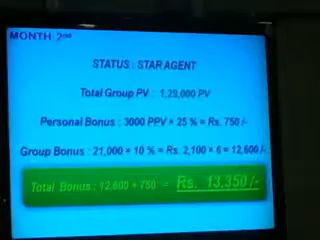 MONTH 2nd
STATUS : STAR AGENT
Total Group PV : 1,29,000 PV
Personal Bonus : 3000 PPV × 25 % = Rs. 750 /-
Group Bonus : 21,000 × 10 % = Rs. 2,100 × 6 = 12,600 /-
Total Bonus : 12,600 + 750 = Rs. 13,350 /-